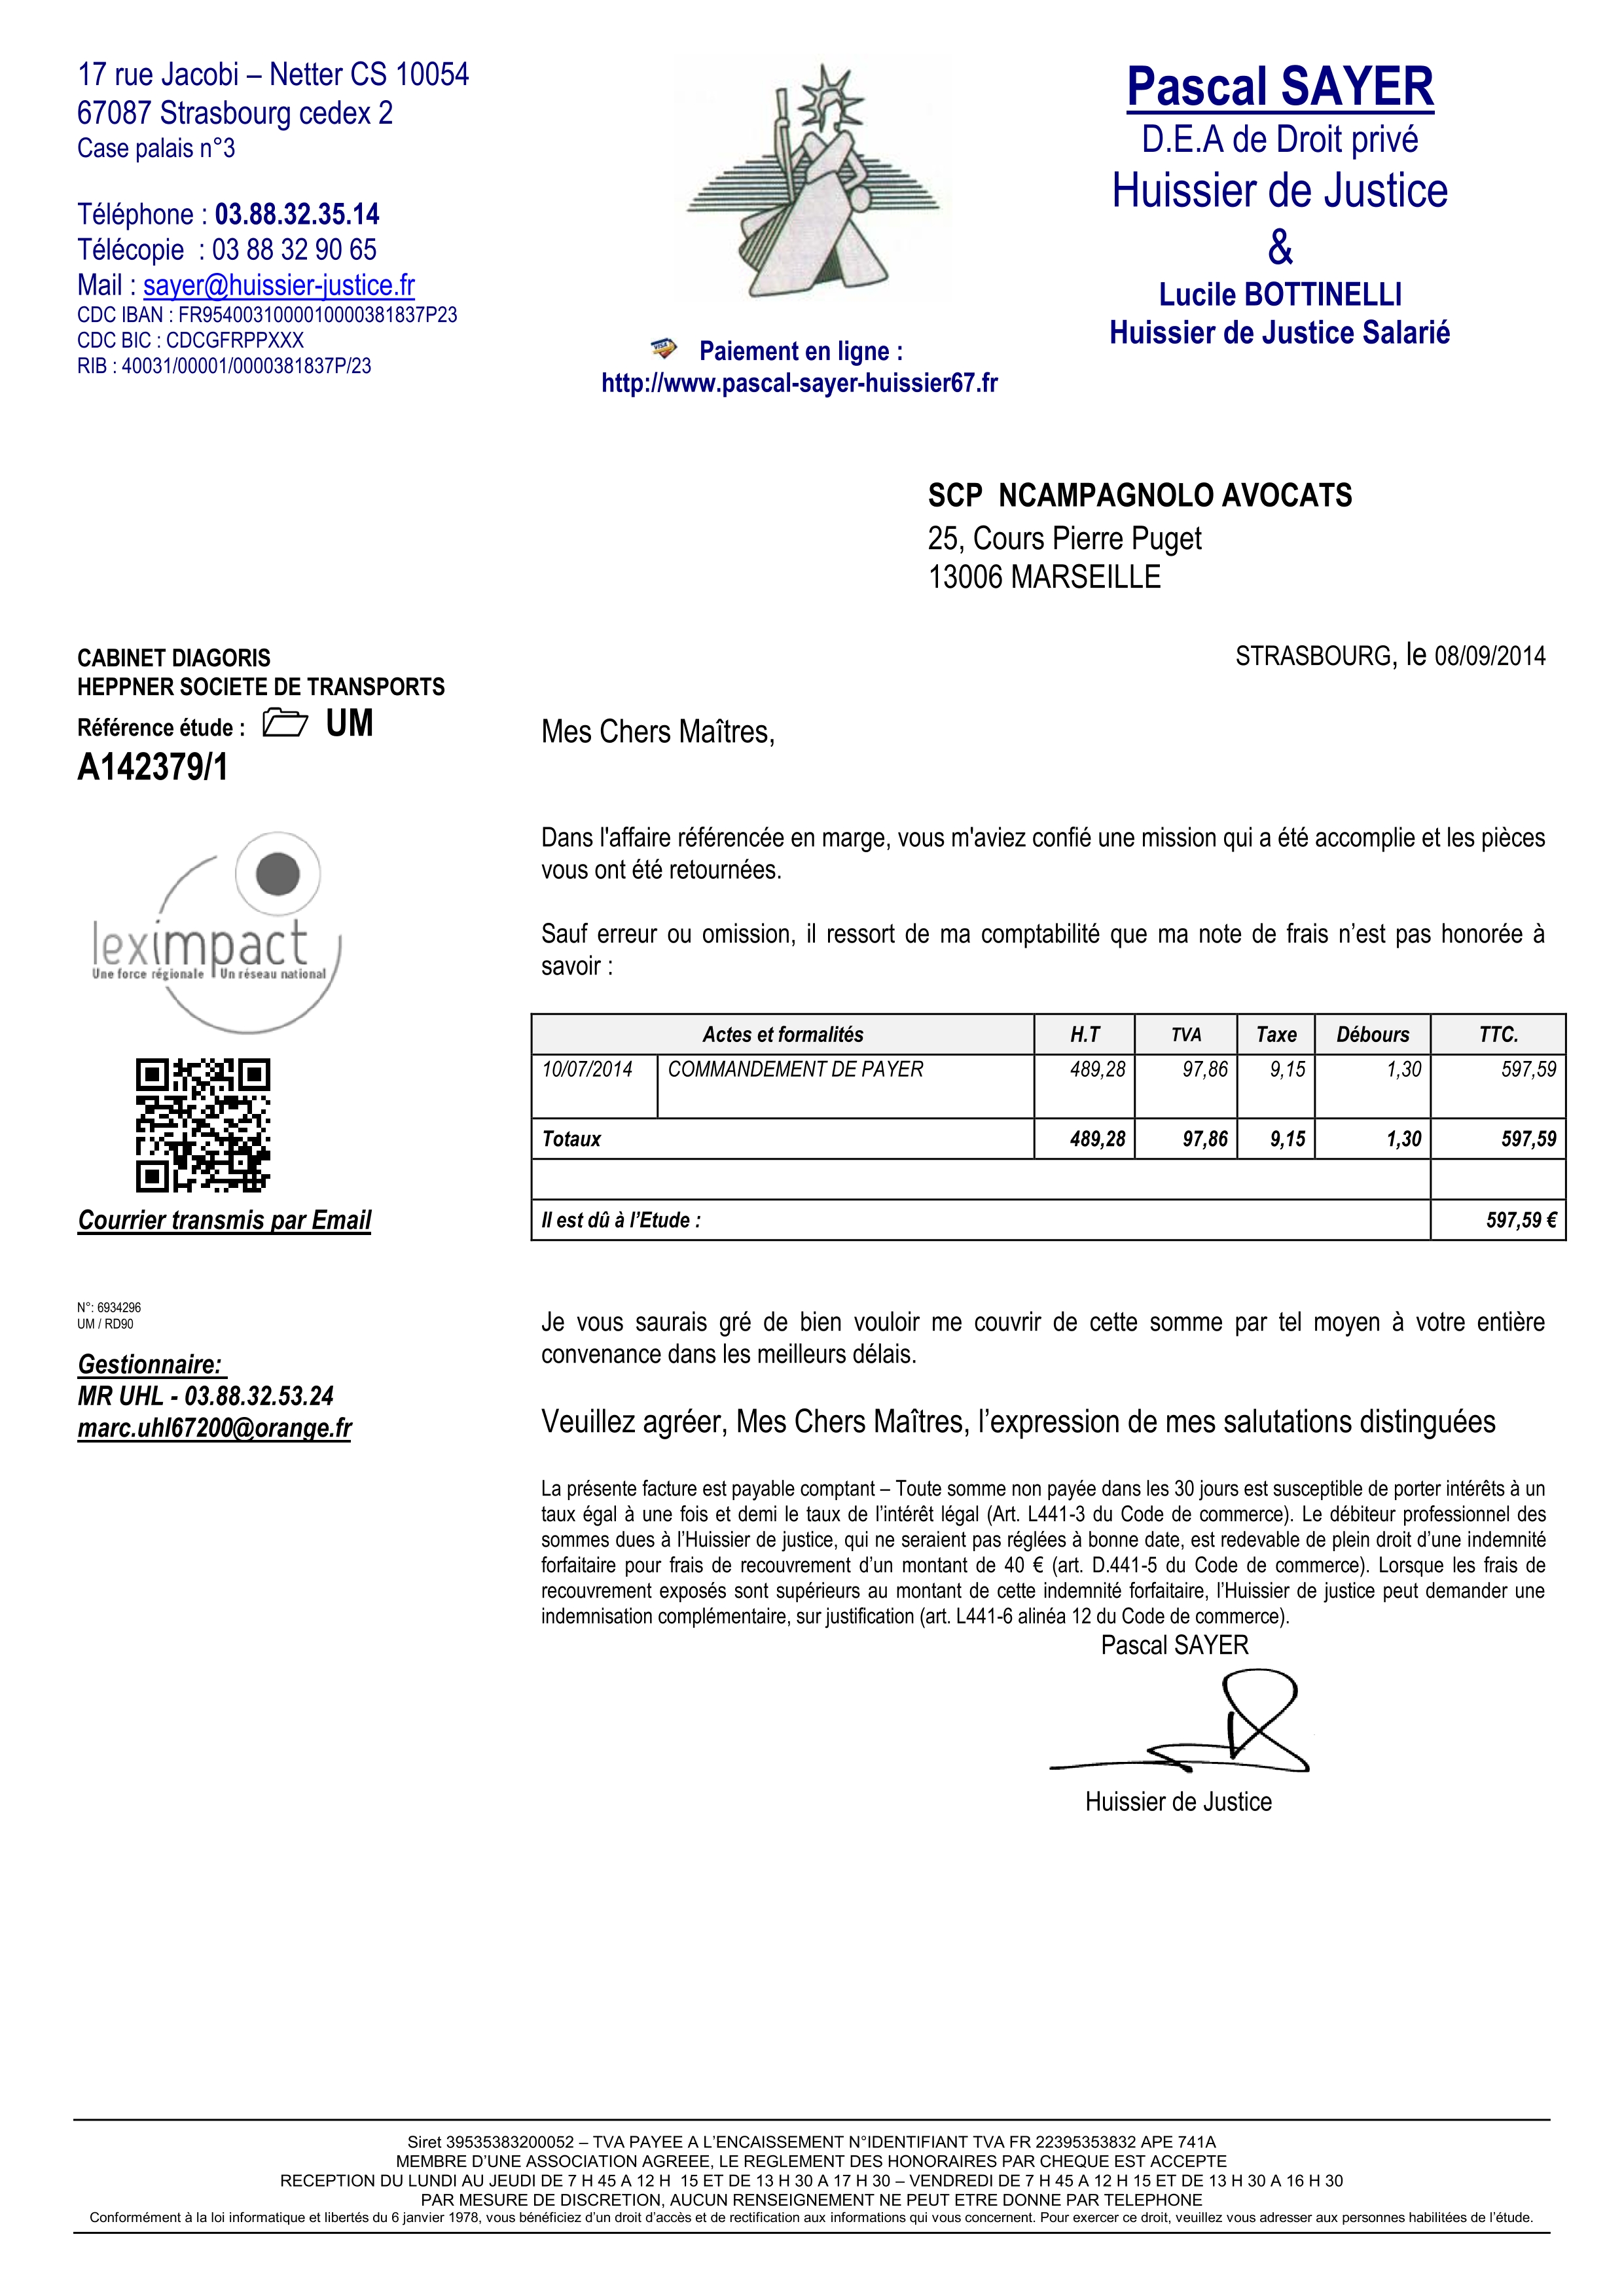 17 rue Jacobi – Netter CS 10054
67087 Strasbourg cedex 2
Case palais n°3
Téléphone : 03.88.32.35.14
Télécopie : 03 88 32 90 65
Mail : sayer@huissier-justice.fr
CDC IBAN : FR9540031000010000381837P23
CDC BIC : CDCGFRPPXXX
RIB : 40031/00001/0000381837P/23
Paiement en ligne :
http://www.pascal-sayer-huissier67.fr
Pascal SAYER
D.E.A de Droit privé
Huissier de Justice
&
Lucile BOTTINELLI
Huissier de Justice Salarié
SCP NCAMPAGNOLO AVOCATS
25, Cours Pierre Puget
13006 MARSEILLE
STRASBOURG, le 08/09/2014
CABINET DIAGORIS
HEPPNER SOCIETE DE TRANSPORTS
Référence étude : UM
A142379/1
leximpact
Une force régionale Un réseau national
Courrier transmis par Email
N°: 6934296
UM / RD90
Gestionnaire:
MR UHL - 03.88.32.53.24
marc.uhl67200@orange.fr
Mes Chers Maîtres,
Dans l'affaire référencée en marge, vous m'aviez confié une mission qui a été accomplie et les pièces
vous ont été retournées.
Sauf erreur ou omission, il ressort de ma comptabilité que ma note de frais n’est pas honorée à
savoir :
Actes et formalités H.T TVA Taxe Débours TTC.
10/07/2014 COMMANDEMENT DE PAYER 489,28 97,86 9,15 1,30 597,59
Totaux 489,28 97,86 9,15 1,30 597,59
Il est dû à l’Etude : 597,59 €
Je vous saurais gré de bien vouloir me couvrir de cette somme par tel moyen à votre entière
convenance dans les meilleurs délais.
Veuillez agréer, Mes Chers Maîtres, l’expression de mes salutations distinguées
La présente facture est payable comptant – Toute somme non payée dans les 30 jours est susceptible de porter intérêts à un
taux égal à une fois et demi le taux de l’intérêt légal (Art. L441-3 du Code de commerce). Le débiteur professionnel des
sommes dues à l’Huissier de justice, qui ne seraient pas réglées à bonne date, est redevable de plein droit d’une indemnité
forfaitaire pour frais de recouvrement d’un montant de 40 € (art. D.441-5 du Code de commerce). Lorsque les frais de
recouvrement exposés sont supérieurs au montant de cette indemnité forfaitaire, l’Huissier de justice peut demander une
indemnisation complémentaire, sur justification (art. L441-6 alinéa 12 du Code de commerce).
Pascal SAYER
Huissier de Justice
Siret 39535383200052 – TVA PAYEE A L’ENCAISSEMENT N°IDENTIFIANT TVA FR 22395353832 APE 741A
MEMBRE D’UNE ASSOCIATION AGREEE, LE REGLEMENT DES HONORAIRES PAR CHEQUE EST ACCEPTE
RECEPTION DU LUNDI AU JEUDI DE 7 H 45 A 12 H 15 ET DE 13 H 30 A 17 H 30 – VENDREDI DE 7 H 45 A 12 H 15 ET DE 13 H 30 A 16 H 30
PAR MESURE DE DISCRETION, AUCUN RENSEIGNEMENT NE PEUT ETRE DONNE PAR TELEPHONE
Conformément à la loi informatique et libertés du 6 janvier 1978, vous bénéficiez d’un droit d’accès et de rectification aux informations qui vous concernent. Pour exercer ce droit, veuillez vous adresser aux personnes habilitées de l’étude.